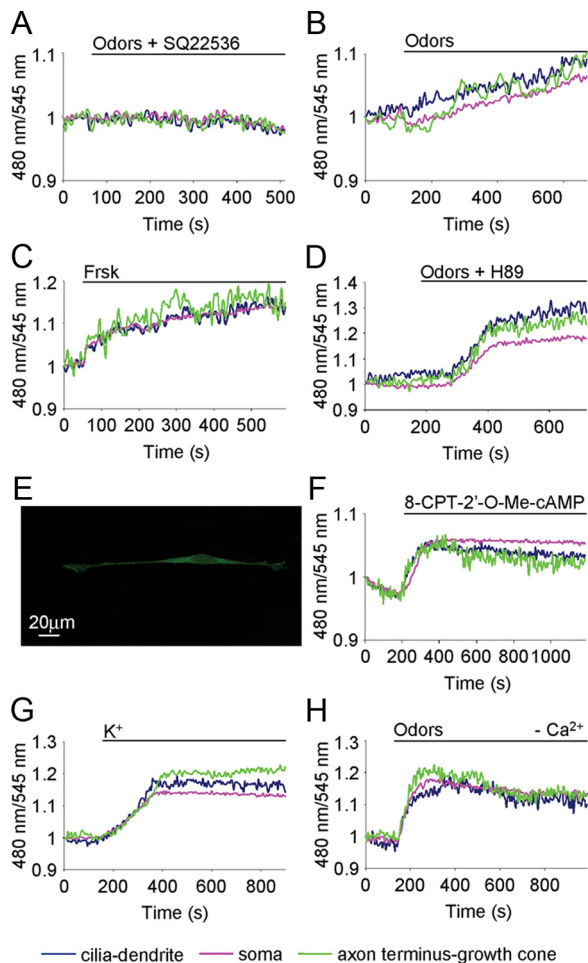 A
Odors + SQ22536
480 nm/545 nm
1.1
1
0.9
0 100 200 300 400 500
Time (s)
B
Odors
480 nm/545 nm
1.1
1
0.9
0 200 400 600
Time (s)
C
Frsk
480 nm/545 nm
1.2
1.1
1
0.9
0 100 200 300 400 500
Time (s)
D
Odors + H89
480 nm/545 nm
1.4
1.3
1.2
1.1
1
0.9
0 200 400 600
Time (s)
E
20μm
F
8-CPT-2'-O-Me-cAMP
480 nm/545 nm
1.1
1
0.9
0 200 400 600 800 1000
Time (s)
G
K⁺
480 nm/545 nm
1.3
1.2
1.1
1
0.9
0 200 400 600 800
Time (s)
H
Odors - Ca²⁺
480 nm/545 nm
1.3
1.2
1.1
1
0.9
0 200 400 600 800
Time (s)
cilia-dendrite soma axon terminus-growth cone